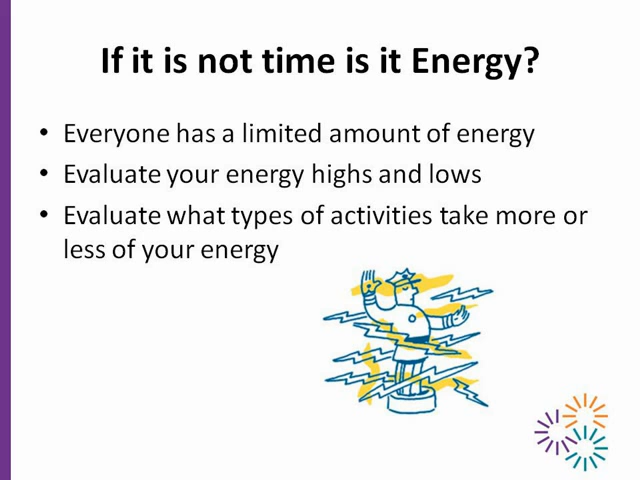 If it is not time is it Energy?
• Everyone has a limited amount of energy
• Evaluate your energy highs and lows
• Evaluate what types of activities take more or
less of your energy